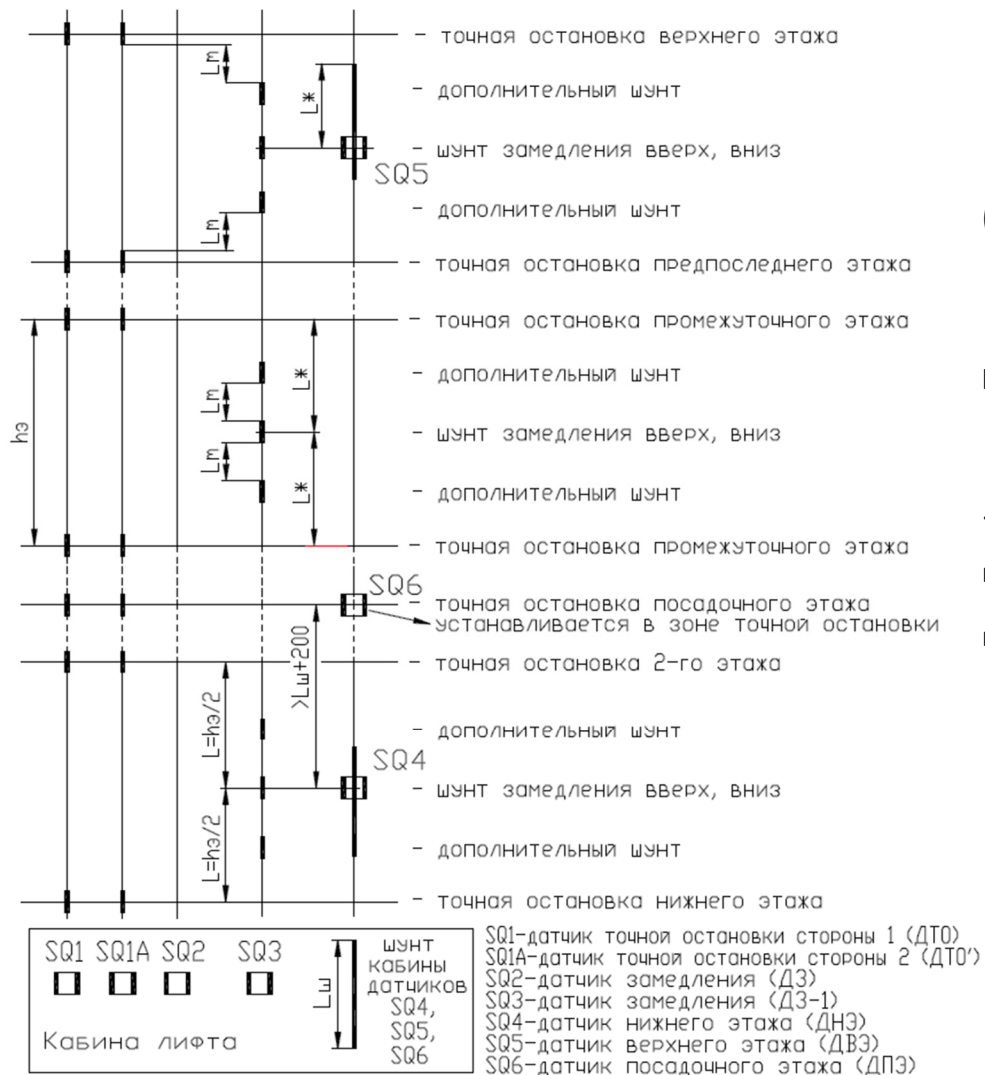 - точная остановка верхнего этажа
Lm
- дополнительный шунт
L*
- шунт замедления вверх, вниз
SQ5
- дополнительный шунт
Lm
- точная остановка предпоследнего этажа
- точная остановка промежуточного этажа
- дополнительный шунт
Lm
L*
hэ
- шунт замедления вверх, вниз
Lm
L*
- дополнительный шунт
- точная остановка промежуточного этажа
SQ6
- точная остановка посадочного этажа
устанавливается в зоне точной остановки
>Lш+200
- точная остановка 2-го этажа
L=hэ/2
- дополнительный шунт
SQ4
- шунт замедления вверх, вниз
L=hэ/2
- дополнительный шунт
- точная остановка нижнего этажа
SQ1 SQ1A SQ2 SQ3
Lш
шунт
кабины
датчиков
SQ4,
SQ5,
SQ6
Кабина лифта
SQ1-датчик точной остановки стороны 1 (ДТО)
SQ1A-датчик точной остановки стороны 2 (ДТО')
SQ2-датчик замедления (ДЗ)
SQ3-датчик замедления (ДЗ-1)
SQ4-датчик нижнего этажа (ДНЭ)
SQ5-датчик верхнего этажа (ДВЭ)
SQ6-датчик посадочного этажа (ДПЭ)